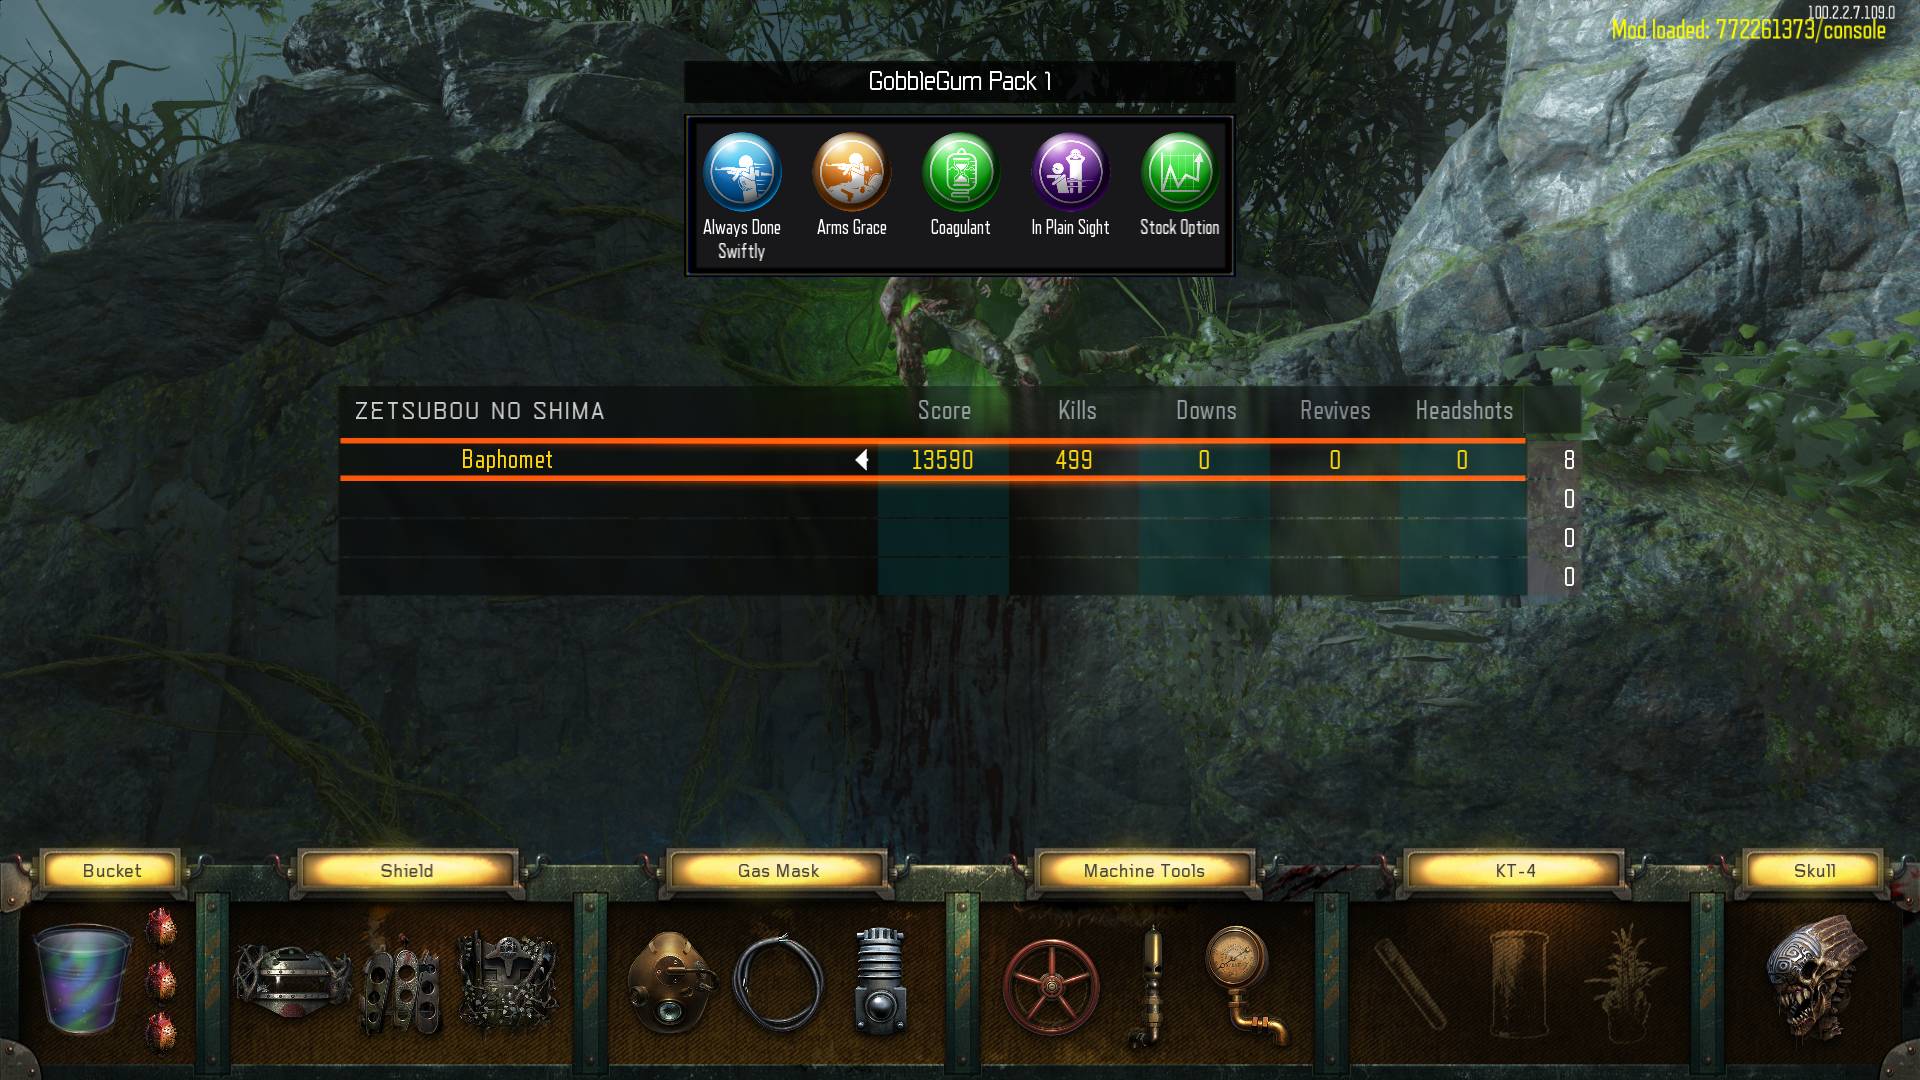 100.2.2.7.109.0
Mod loaded: 772261373/console
GobbleGum Pack 1
Always Done Swiftly
Arms Grace
Coagulant
In Plain Sight
Stock Option
ZETSUBOU NO SHIMA Score Kills Downs Revives Headshots
Baphomet 13590 499 0 0 0 8
0
0
0
Bucket
Shield
Gas Mask
Machine Tools
KT-4
Skull